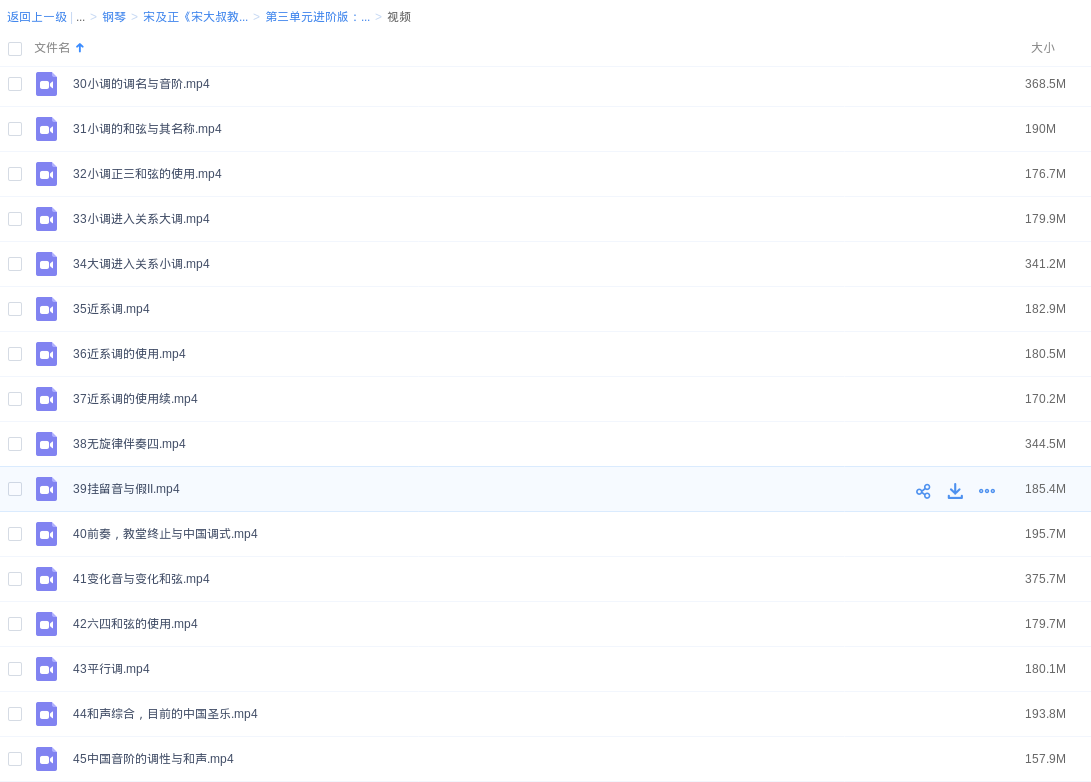 返回上一级 | ... > 钢琴 > 宋及正《宋大叔教... > 第三单元进阶版：... > 视频
文件名 大小
30小调的调名与音阶.mp4 368.5M
31小调的和弦与其名称.mp4 190M
32小调正三和弦的使用.mp4 176.7M
33小调进入关系大调.mp4 179.9M
34大调进入关系小调.mp4 341.2M
35近系调.mp4 182.9M
36近系调的使用.mp4 180.5M
37近系调的使用续.mp4 170.2M
38无旋律伴奏四.mp4 344.5M
39挂留音与假II.mp4 185.4M
40前奏，教堂终止与中国调式.mp4 195.7M
41变化音与变化和弦.mp4 375.7M
42六四和弦的使用.mp4 179.7M
43平行调.mp4 180.1M
44和声综合，目前的中国圣乐.mp4 193.8M
45中国音阶的调性与和声.mp4 157.9M